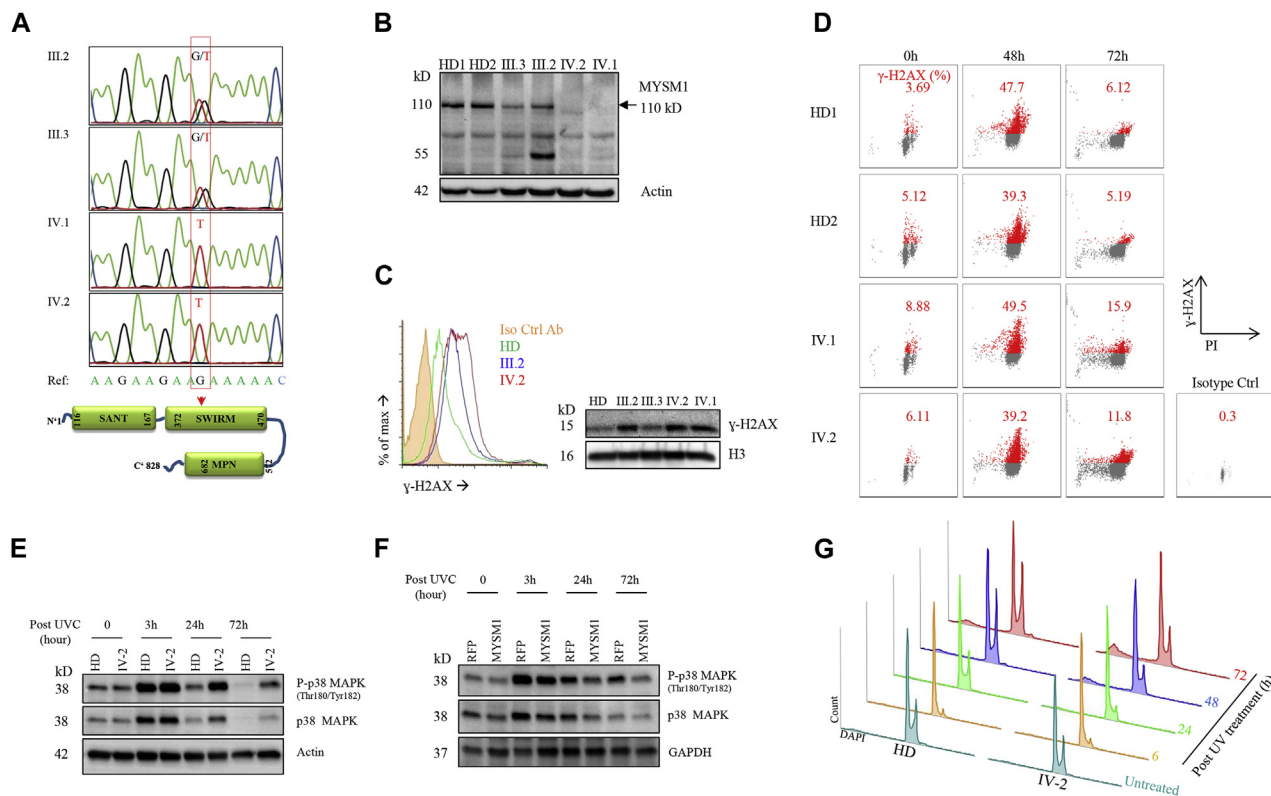 A
III.2
G/T
III.3
G/T
IV.1
T
IV.2
T
Ref: A A G A A G A A G A A A A A C
N‘1 116 SANT 167 372 SWIRM 470
C‘ 828 682 MPN
B
HD1 HD2 III.3 III.2 IV.2 IV.1
kD
110
55
42
MYSM1
110 kD
Actin
C
Iso Ctrl Ab
HD
III.2
IV.2
% of max →
γ-H2AX →
HD III.2 III.3 IV.2 IV.1
kD
15 γ-H2AX
16 H3
D
0h 48h 72h
γ-H2AX (%)
HD1 3.69 47.7 6.12
HD2 5.12 39.3 5.19
IV.1 8.88 49.5 15.9
IV.2 6.11 39.2 11.8
γ-H2AX
PI
Isotype Ctrl
0.3
E
Post UVC
(hour)
0 3h 24h 72h
HD IV-2 HD IV-2 HD IV-2 HD IV-2
kD
38 P-p38 MAPK
(Thr180/Tyr182)
38 p38 MAPK
42 Actin
F
Post UVC
(hour)
0 3h 24h 72h
RFP MYSM1 RFP MYSM1 RFP MYSM1 RFP MYSM1
kD
38 P-p38 MAPK
(Thr180/Tyr182)
38 p38 MAPK
37 GAPDH
G
Count
DAPI
HD
IV-2
Untreated
6
24
48
72
Post UV treatment (h)